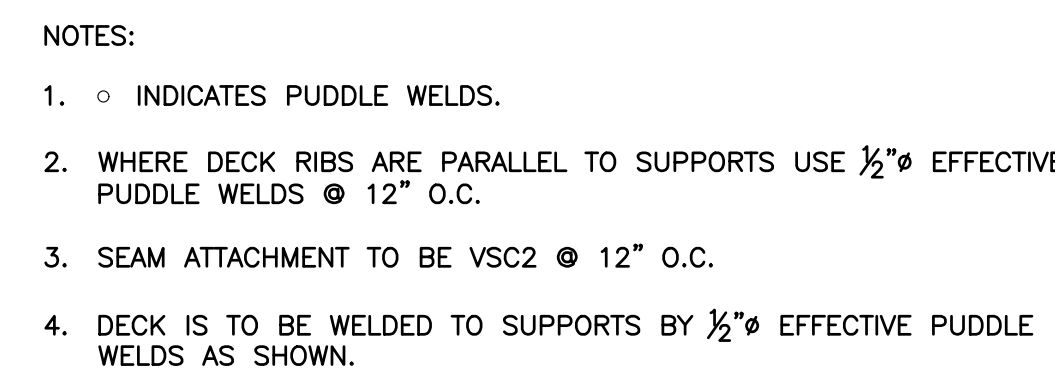 NOTES:
1. ○ INDICATES PUDDLE WELDS.
2. WHERE DECK RIBS ARE PARALLEL TO SUPPORTS USE ½"ø EFFECTIVE
PUDDLE WELDS @ 12" O.C.
3. SEAM ATTACHMENT TO BE VSC2 @ 12" O.C.
4. DECK IS TO BE WELDED TO SUPPORTS BY ½"ø EFFECTIVE PUDDLE
WELDS AS SHOWN.